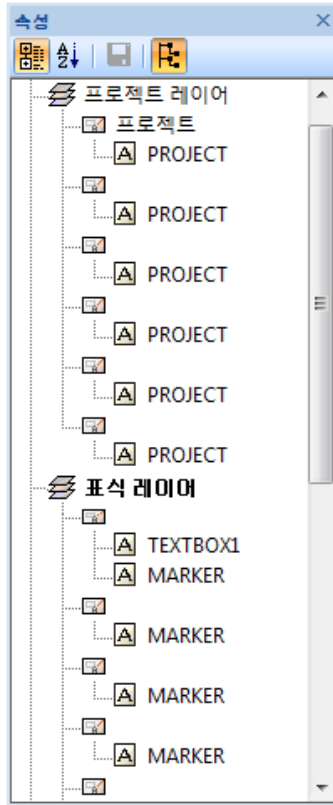 속성
프로젝트 레이어
프로젝트
A PROJECT
A PROJECT
A PROJECT
A PROJECT
A PROJECT
A PROJECT
표식 레이어
A TEXTBOX1
A MARKER
A MARKER
A MARKER
A MARKER